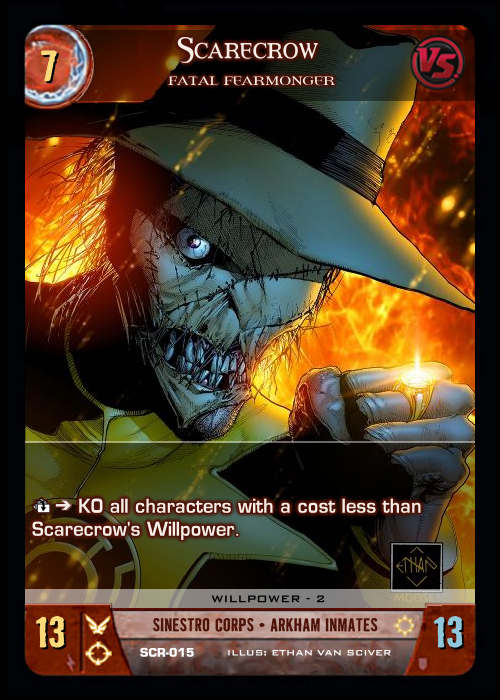 7
SCARECROW
VS
FATAL FEARMONGER
➔ KO all characters with a cost less than
Scarecrow's Willpower.
ETHAN
MOOSE
WILLPOWER - 2
13
SINESTRO CORPS • ARKHAM INMATES
13
SCR-015
ILLUS: ETHAN VAN SCIVER